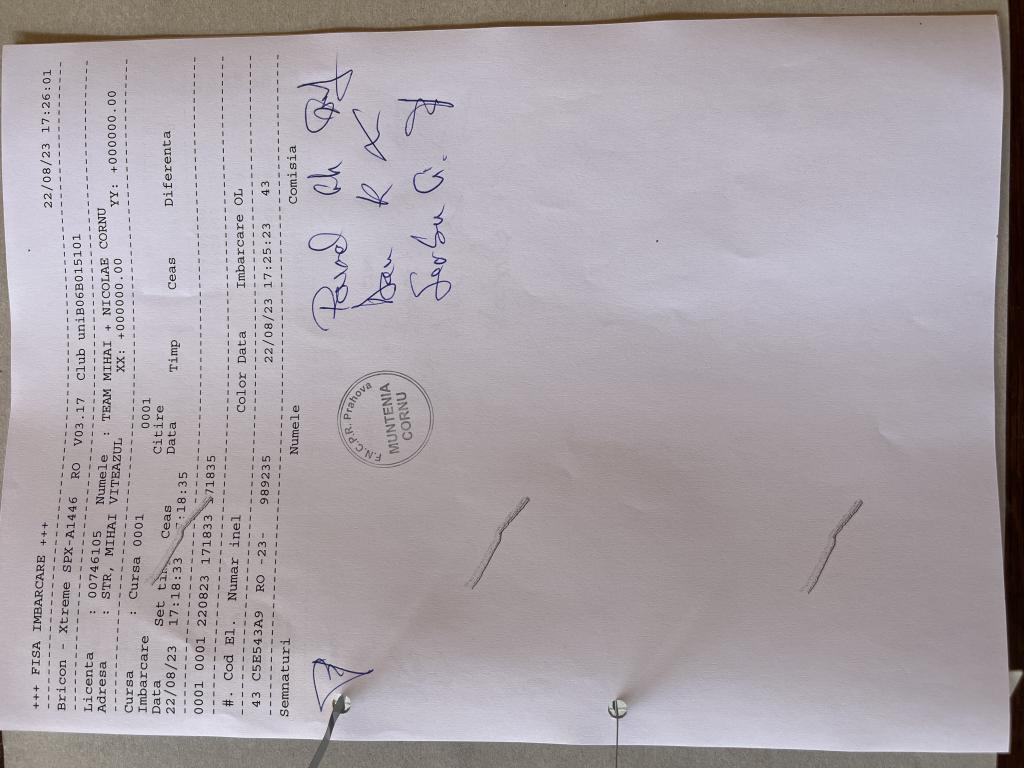 +++ FISA IMBARCARE +++ 22/08/23 17:26:01
Bricon - Xtreme SPX-A1446 RO V03.17 Club uniB06B015101
Licenta : 00746105 Numele : TEAM MIHAI + NICOLAE CORNU
Adresa : STR, MIHAI VITEAZUL XX: +000000.00 YY: +000000.00
Cursa : Cursa 0001
Imbarcare 0001 Citire
Data Set Ceas Data Timp Ceas Diferenta
22/08/23 17:18:33 :18:35
0001 0001 220823 171833 171835
#. Cod El. Numar inel Color Data Imbarcare OL
43 C5E543A9 RO -23- 989235 22/08/23 17:25:23 43
Semnaturi Numele Comisia
F.N.C.P.R. Prahova
MUNTENIA
CORNU